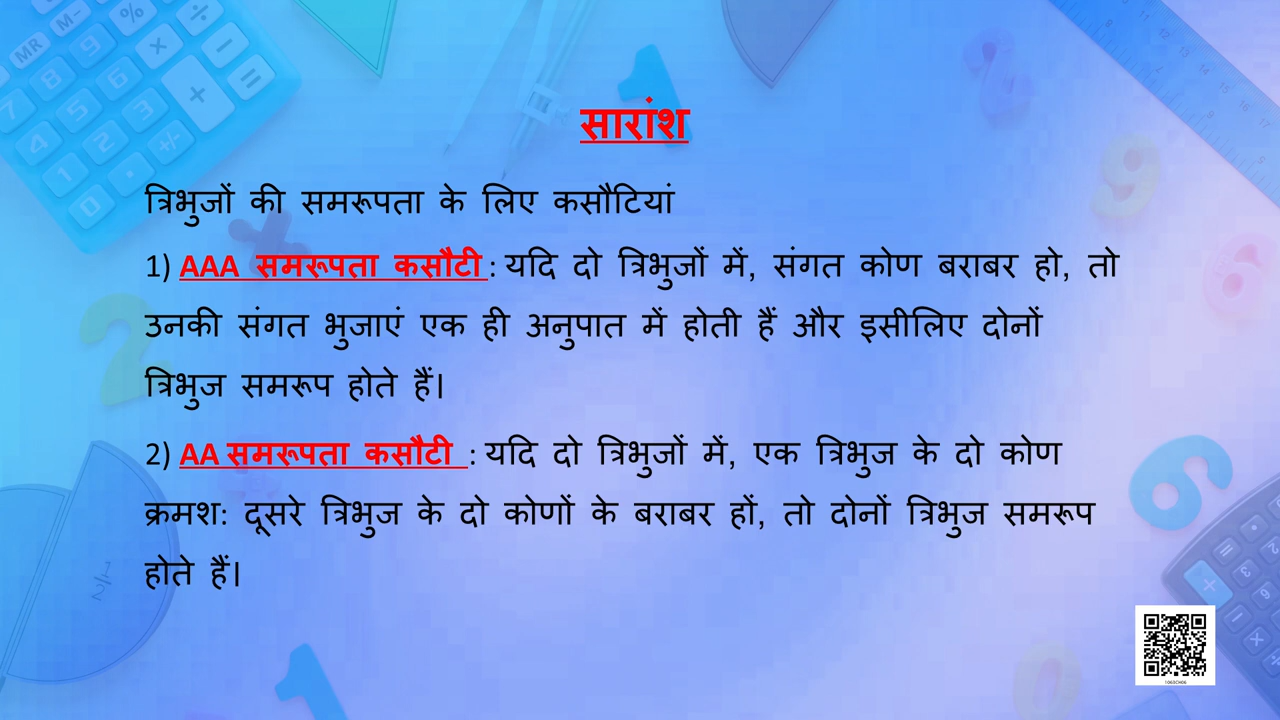 सारांश
त्रिभुजों की समरूपता के लिए कसौटियां
1) AAA समरूपता कसौटी : यदि दो त्रिभुजों में, संगत कोण बराबर हो, तो
उनकी संगत भुजाएं एक ही अनुपात में होती हैं और इसीलिए दोनों
त्रिभुज समरूप होते हैं।
2) AA समरूपता कसौटी : यदि दो त्रिभुजों में, एक त्रिभुज के दो कोण
क्रमश: दूसरे त्रिभुज के दो कोणों के बराबर हों, तो दोनों त्रिभुज समरूप
होते हैं।